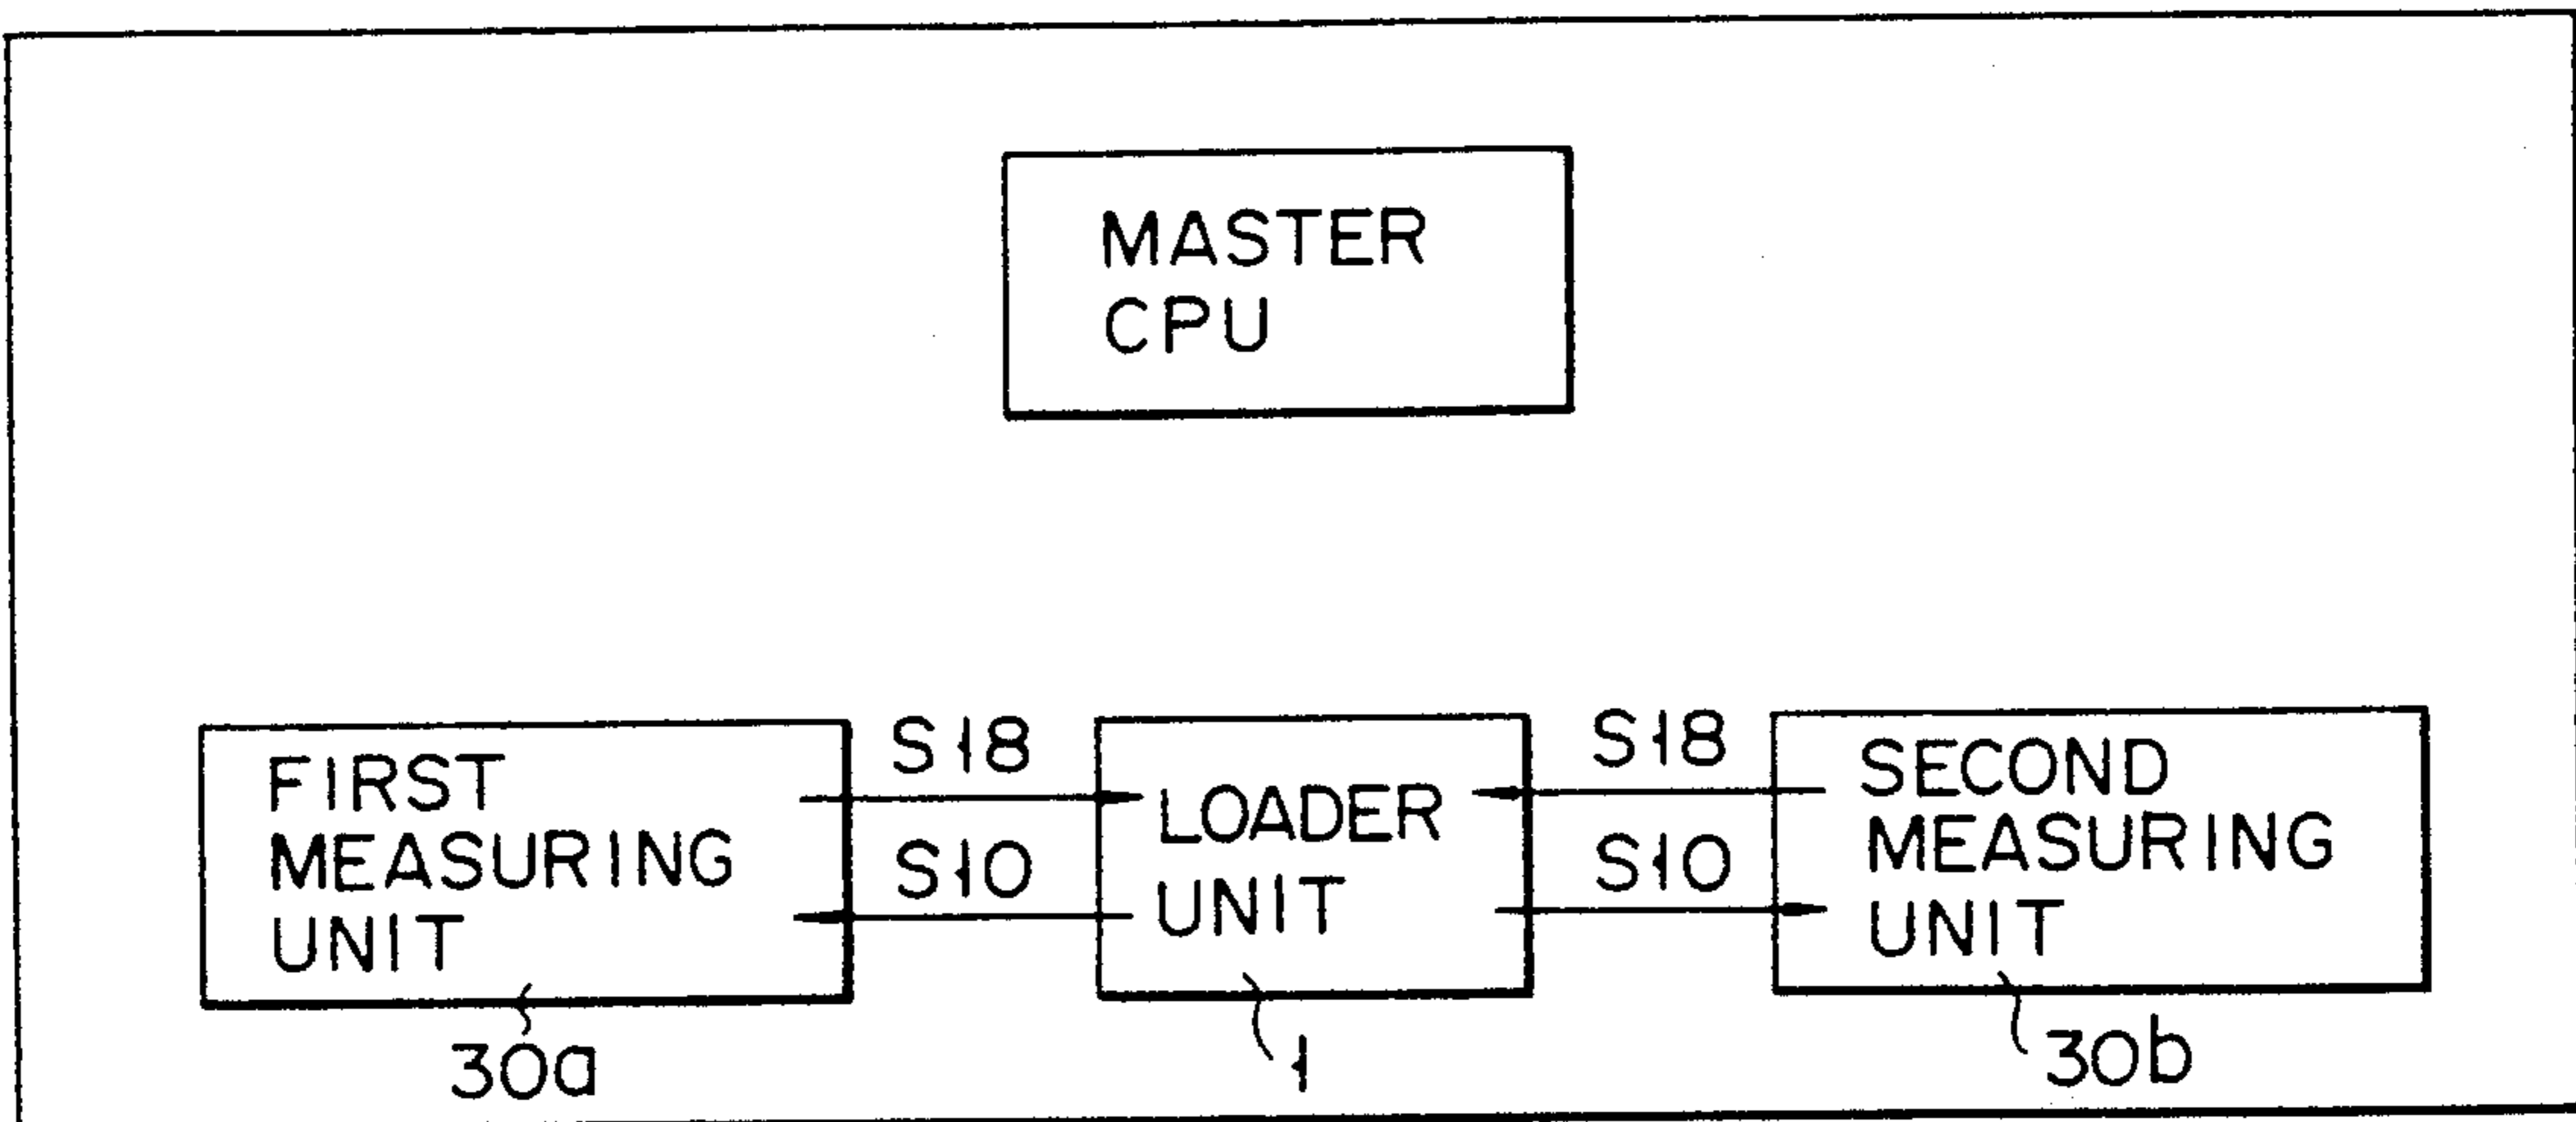 MASTER
CPU
FIRST
MEASURING
UNIT
S18
S10
LOADER
UNIT
S18
S10
SECOND
MEASURING
UNIT
30a
1
30b